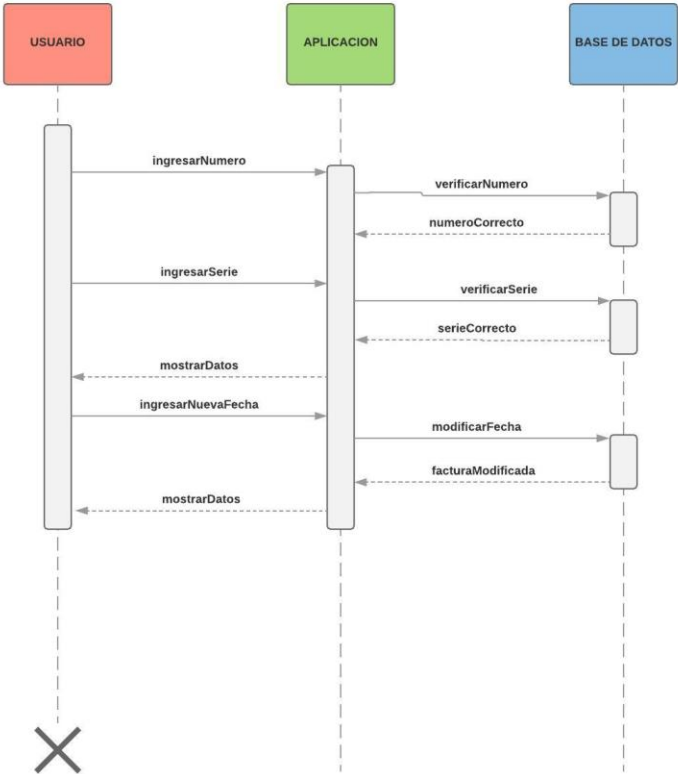 USUARIO
APLICACION
BASE DE DATOS
ingresarNumero
verificarNumero
numeroCorrecto
ingresarSerie
verificarSerie
serieCorrecto
mostrarDatos
ingresarNuevaFecha
modificarFecha
facturaModificada
mostrarDatos